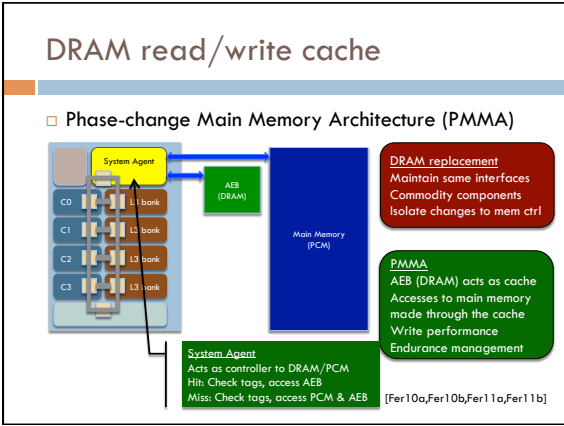 DRAM read/write cache
□ Phase-change Main Memory Architecture (PMMA)
System Agent
AEB
(DRAM)
C0
L3 bank
C1
L3 bank
C2
L3 bank
C3
L3 bank
Main Memory
(PCM)
DRAM replacement
Maintain same interfaces
Commodity components
Isolate changes to mem ctrl
PMMA
AEB (DRAM) acts as cache
Accesses to main memory
made through the cache
Write performance
Endurance management
System Agent
Acts as controller to DRAM/PCM
Hit: Check tags, access AEB
Miss: Check tags, access PCM & AEB
[Fer10a,Fer10b,Fer11a,Fer11b]